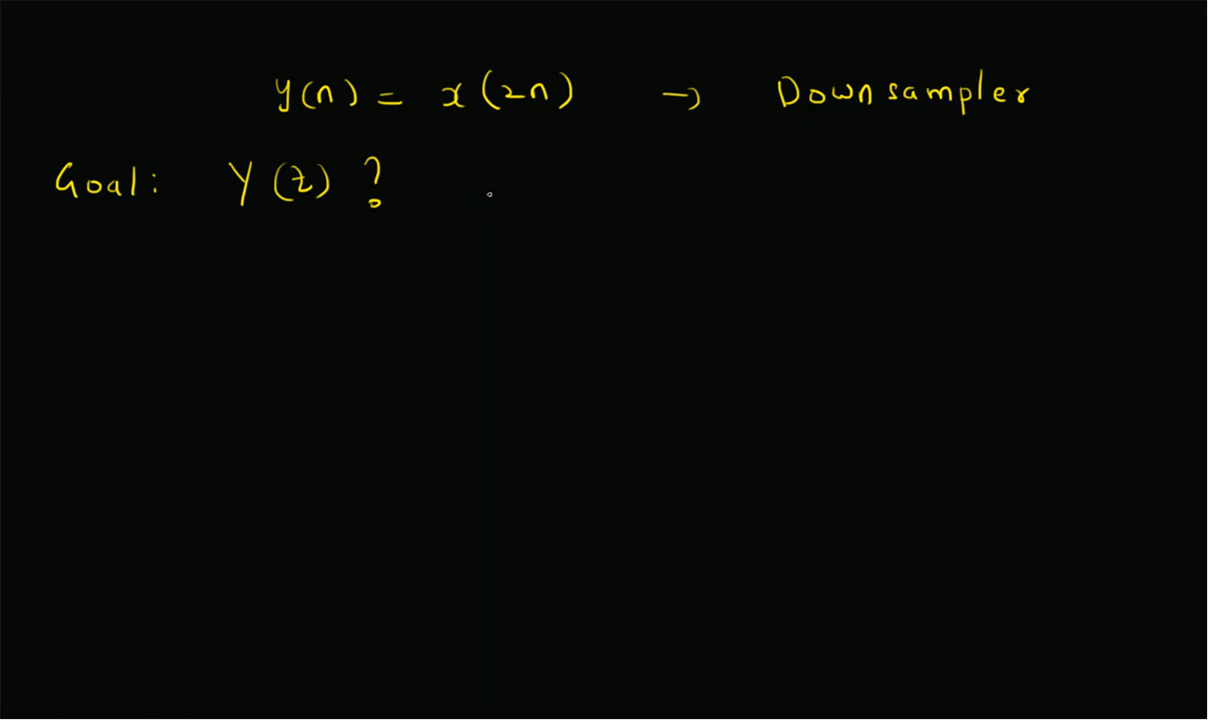 y(n) = x(2n) → Downsampler
Goal: Y(z) ?